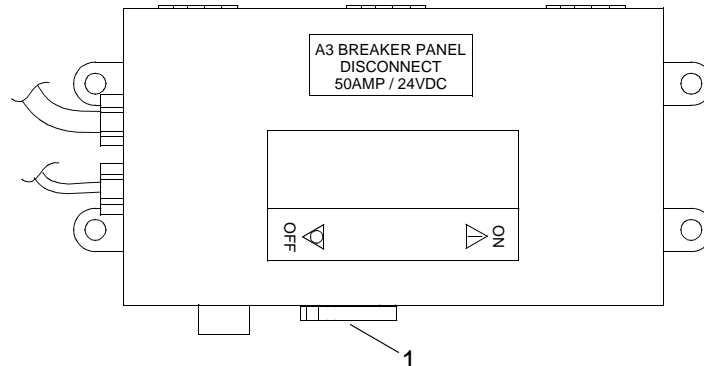 A3 BREAKER PANEL
DISCONNECT
50AMP / 24VDC
OFF
ON
1